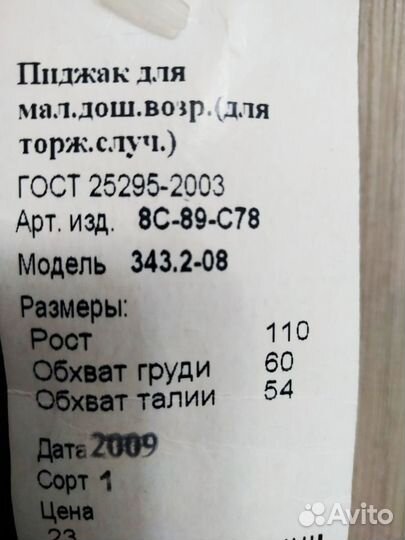 Пиджак для
мал.дош.возр.(для
торж.случ.)
ГОСТ 25295-2003
Арт. изд. 8С-89-С78
Модель 343.2-08
Размеры:
Рост 110
Обхват груди 60
Обхват талии 54
Дата 2009
Сорт 1
Цена
23
Avito